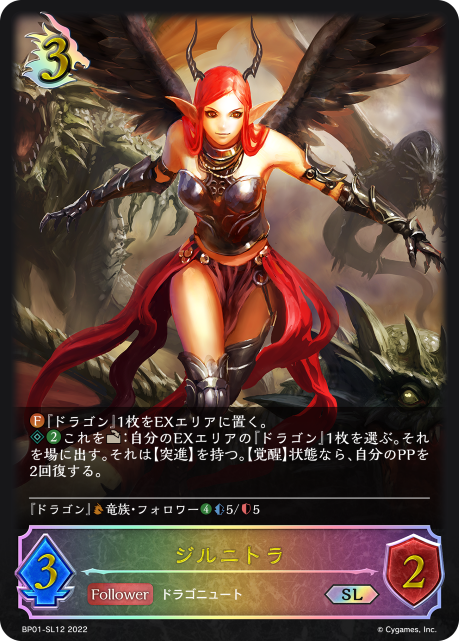 3
F『ドラゴン』1枚をEXエリアに置く。
2これを:自分のEXエリアの『ドラゴン』1枚を選ぶ。それ
を場に出す。それは【突進】を持つ。【覚醒】状態なら、自分のPPを
2回復する。
『ドラゴン』竜族・フォロワー4 5/5
ジルニトラ
3
2
Follower ドラゴニュート
SL
BP01-SL12 2022
© Cygames, Inc.